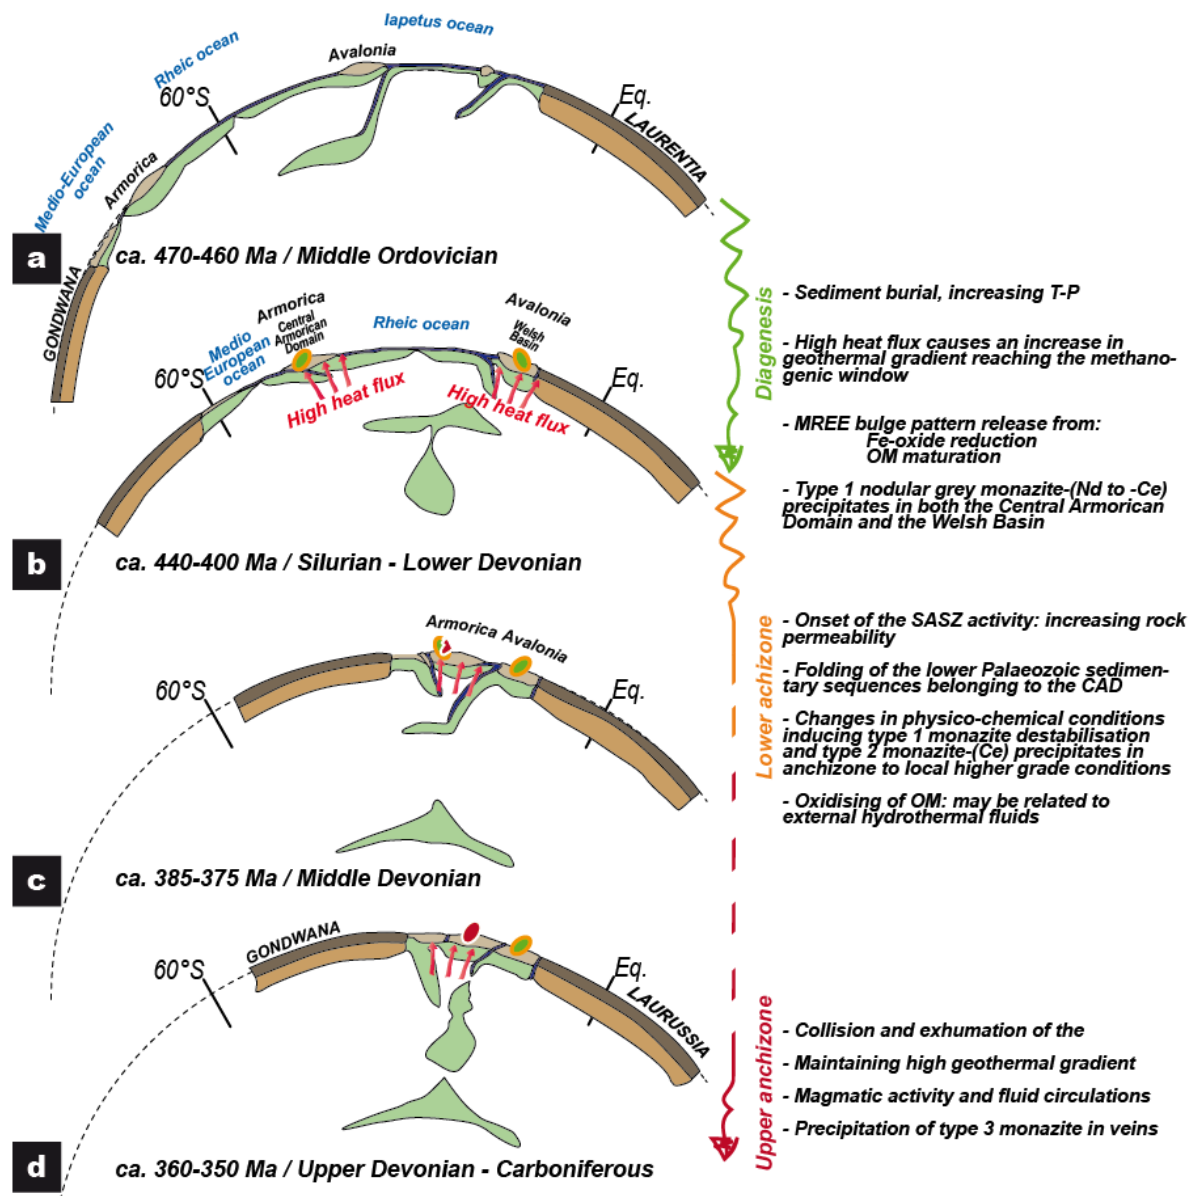 Iapetus ocean
Rheic ocean
Avalonia
60°S
Eq.
LAURENTIA
Medio-European
ocean
Armorica
GONDWANA
a
ca. 470-460 Ma / Middle Ordovician
Armorica
Central
Armorican
Domain
Rheic ocean
Avalonia
Welsh
Basin
Medio
European
ocean
60°S
Eq.
High heat flux
High heat flux
b
ca. 440-400 Ma / Silurian - Lower Devonian
Armorica Avalonia
60°S
Eq.
c
ca. 385-375 Ma / Middle Devonian
GONDWANA
60°S
Eq.
LAURUSSIA
d
ca. 360-350 Ma / Upper Devonian - Carboniferous
Diagenesis
- Sediment burial, increasing T-P
- High heat flux causes an increase in
geothermal gradient reaching the methano-
genic window
- MREE bulge pattern release from:
Fe-oxide reduction
OM maturation
- Type 1 nodular grey monazite-(Nd to -Ce)
precipitates in both the Central Armorican
Domain and the Welsh Basin
Lower achizone
- Onset of the SASZ activity: increasing rock
permeability
- Folding of the lower Palaeozoic sedimen-
tary sequences belonging to the CAD
- Changes in physico-chemical conditions
inducing type 1 monazite destabilisation
and type 2 monazite-(Ce) precipitates in
anchizone to local higher grade conditions
- Oxidising of OM: may be related to
external hydrothermal fluids
Upper anchizone
- Collision and exhumation of the
- Maintaining high geothermal gradient
- Magmatic activity and fluid circulations
- Precipitation of type 3 monazite in veins